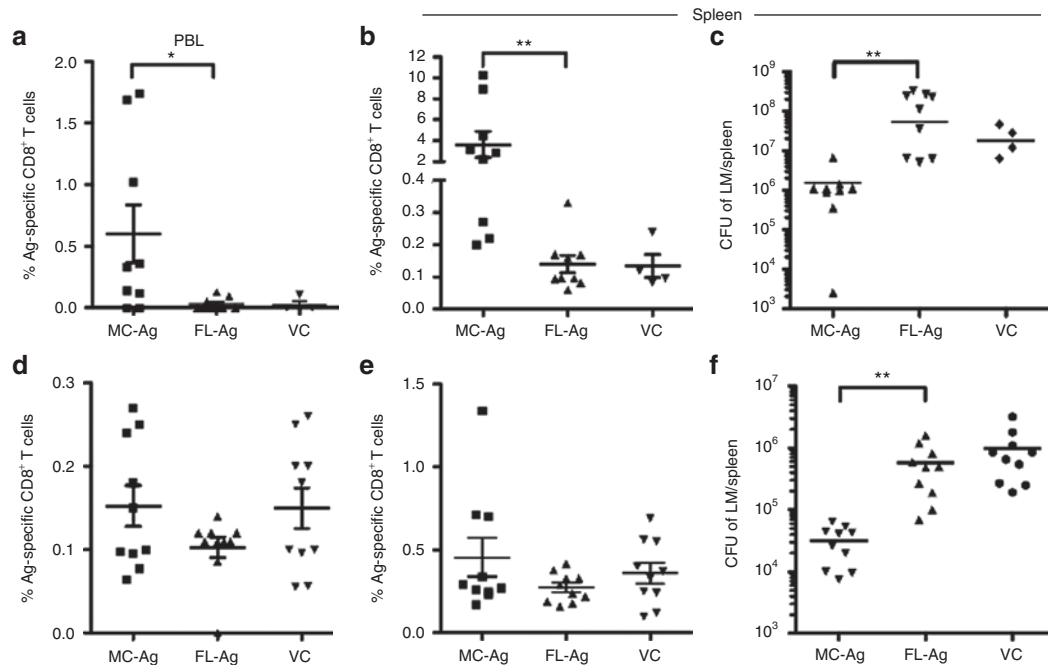 Spleen
a
PBL
*
% Ag-specific CD8⁺ T cells
2.0
1.5
1.0
0.5
0.0
MC-Ag FL-Ag VC
b
**
% Ag-specific CD8⁺ T cells
12
10
8
6
4
2
0.4
0.3
0.2
0.1
0.0
MC-Ag FL-Ag VC
c
**
CFU of LM/spleen
10⁹
10⁸
10⁷
10⁶
10⁵
10⁴
10³
MC-Ag FL-Ag VC
d
% Ag-specific CD8⁺ T cells
0.3
0.2
0.1
0.0
MC-Ag FL-Ag VC
e
% Ag-specific CD8⁺ T cells
1.5
1.0
0.5
0.0
MC-Ag FL-Ag VC
f
**
CFU of LM/spleen
10⁷
10⁶
10⁵
10⁴
10³
MC-Ag FL-Ag VC